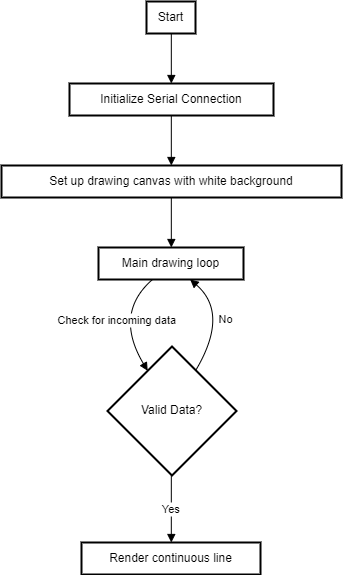 Start
Initialize Serial Connection
Set up drawing canvas with white background
Main drawing loop
Check for incoming data
No
Valid Data?
Yes
Render continuous line